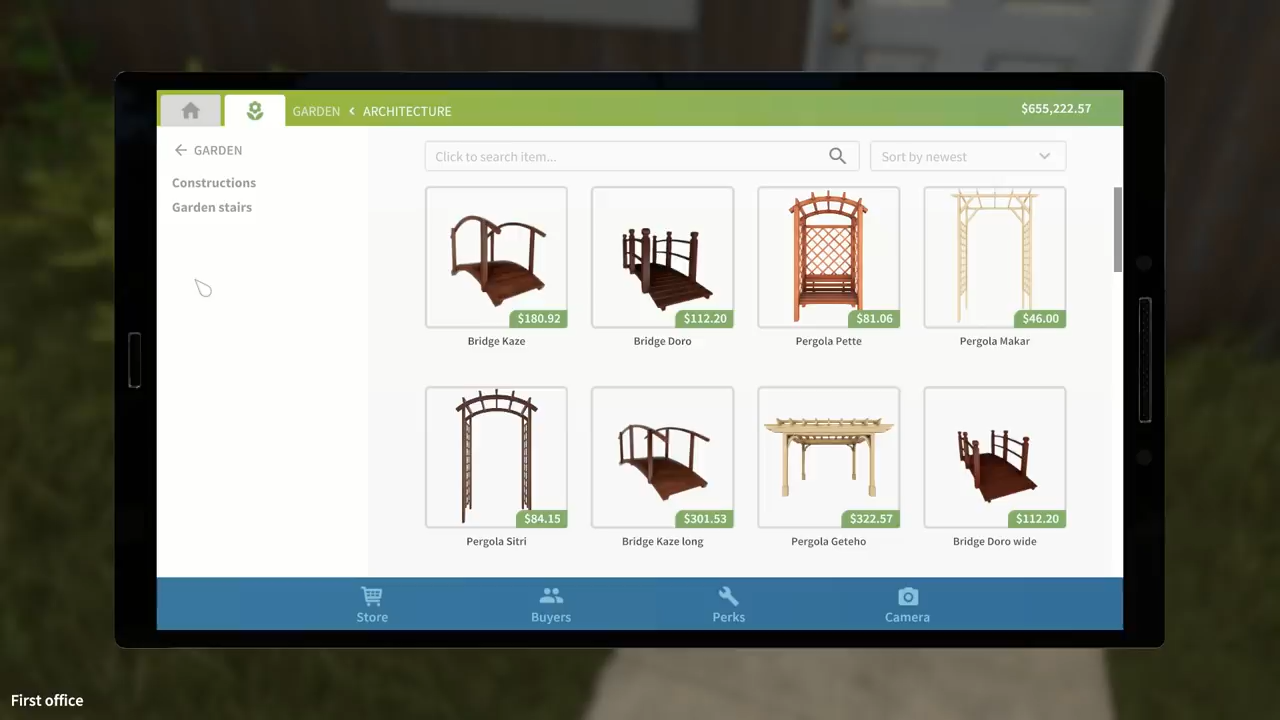 GARDEN < ARCHITECTURE
$655,222.57
GARDEN
Constructions
Garden stairs
Click to search item...
Sort by newest
$180.92
$112.20
$81.06
$46.00
Bridge Kaze
Bridge Doro
Pergola Pette
Pergola Makar
$84.15
$301.53
$322.57
$112.20
Pergola Sitri
Bridge Kaze long
Pergola Geteho
Bridge Doro wide
Store
Buyers
Perks
Camera
First office